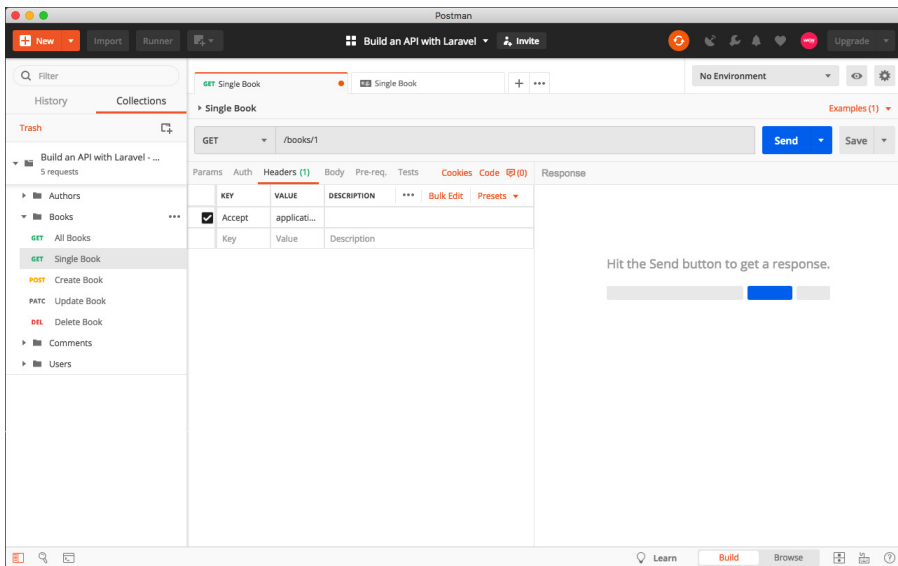 Postman
New Import Runner Build an API with Laravel Invite Upgrade
Filter
History Collections
Trash
Build an API with Laravel - ...
5 requests
Authors
Books
GET All Books
GET Single Book
POST Create Book
PATC Update Book
DEL Delete Book
Comments
Users
GET Single Book
Single Book
No Environment
Single Book
Examples (1)
GET /books/1 Send Save
Params Auth Headers (1) Body Pre-req. Tests Cookies Code (0) Response
KEY VALUE DESCRIPTION Bulk Edit Presets
Accept applicati...
Key Value Description
Hit the Send button to get a response.
Learn Build Browse